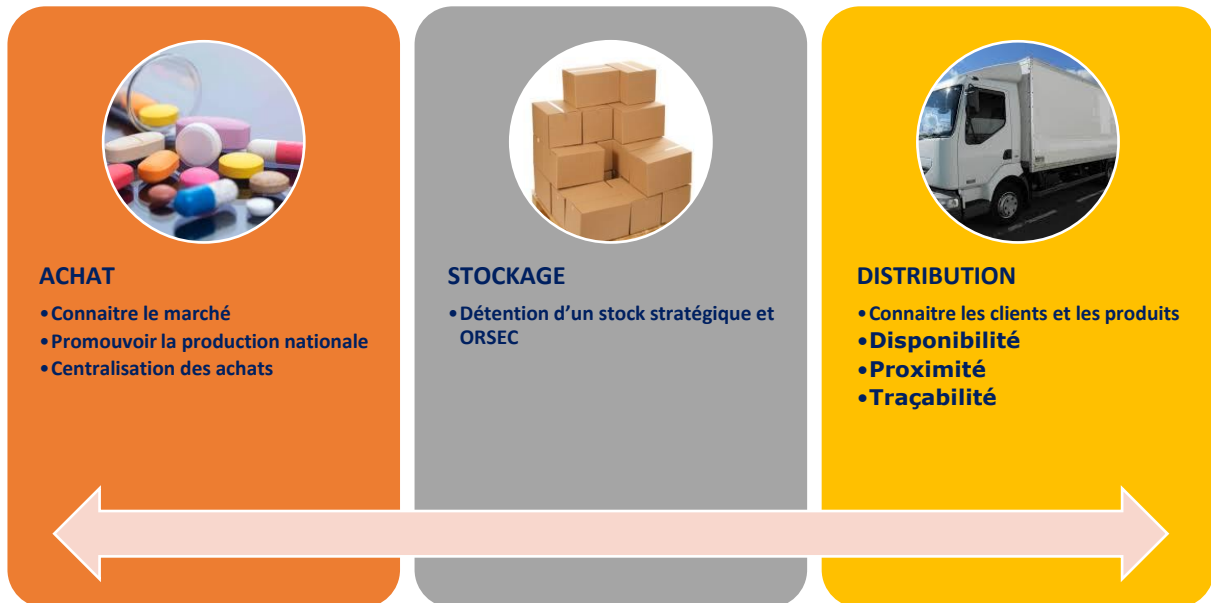 ACHAT
•Connaitre le marché
•Promouvoir la production nationale
•Centralisation des achats
STOCKAGE
•Détention d’un stock stratégique et
ORSEC
DISTRIBUTION
•Connaitre les clients et les produits
•Disponibilité
•Proximité
•Traçabilité